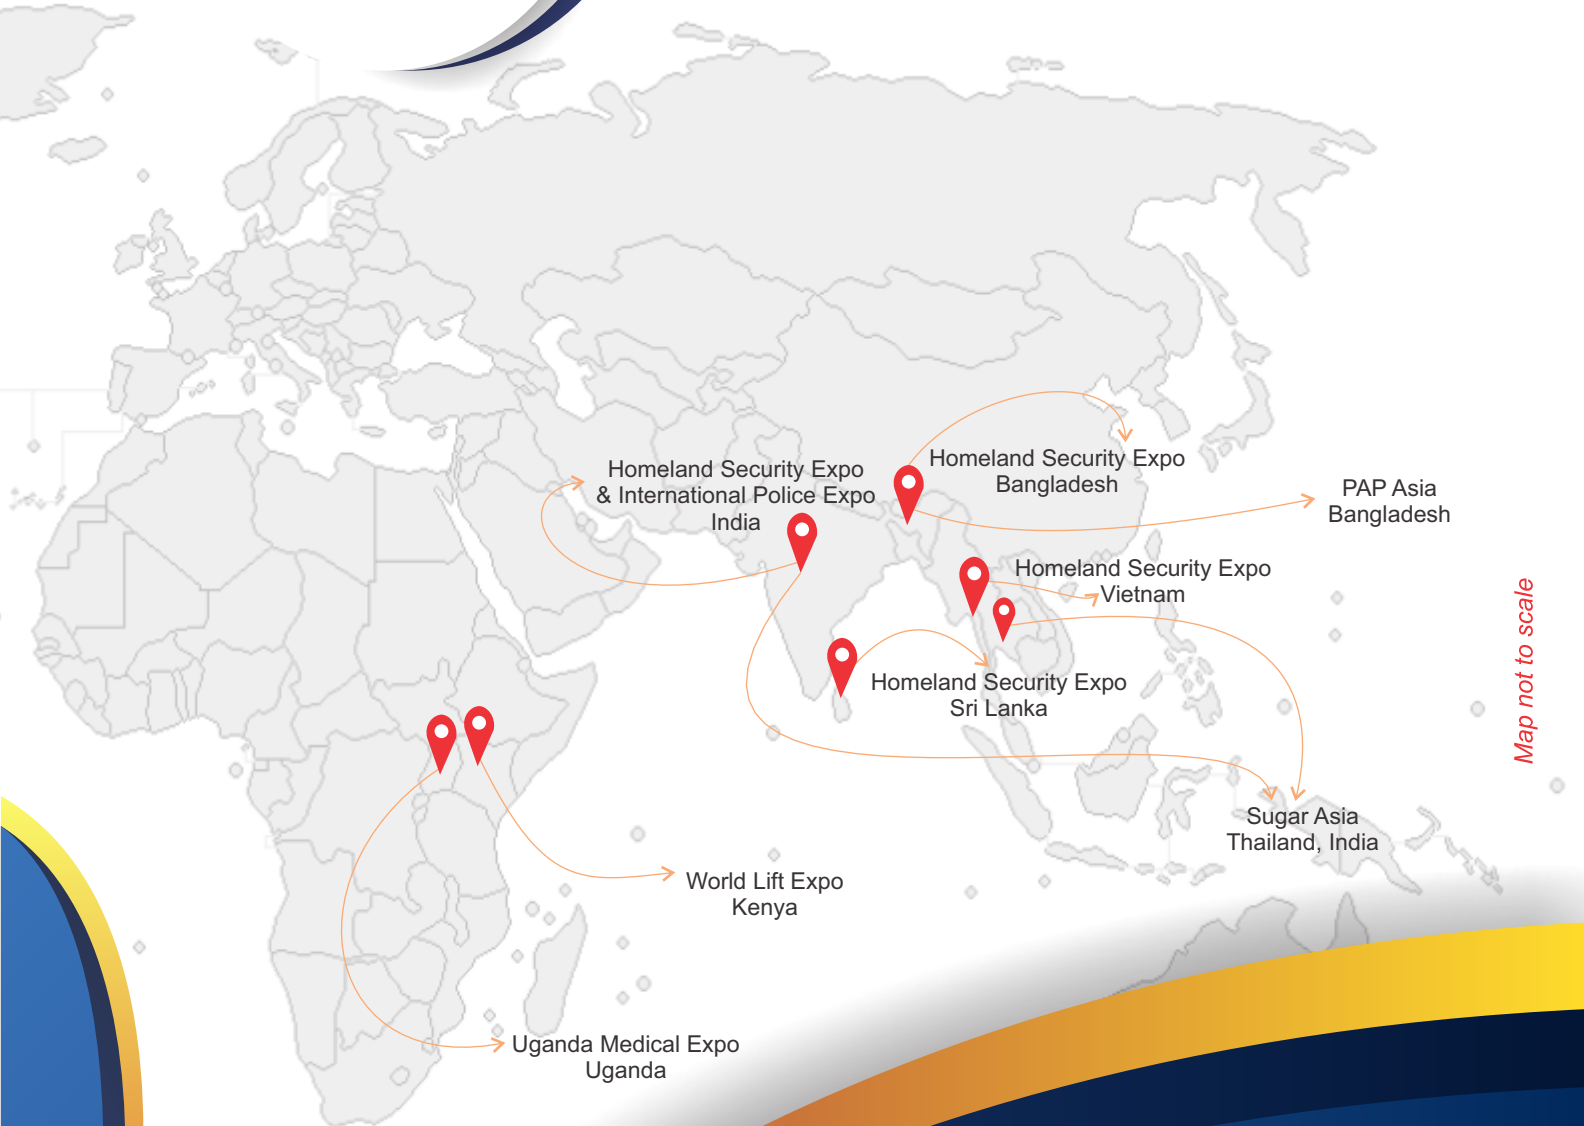 Homeland Security Expo
& International Police Expo
India
Homeland Security Expo
Bangladesh
PAP Asia
Bangladesh
Homeland Security Expo
Vietnam
Homeland Security Expo
Sri Lanka
Map not to scale
Sugar Asia
Thailand, India
World Lift Expo
Kenya
Uganda Medical Expo
Uganda